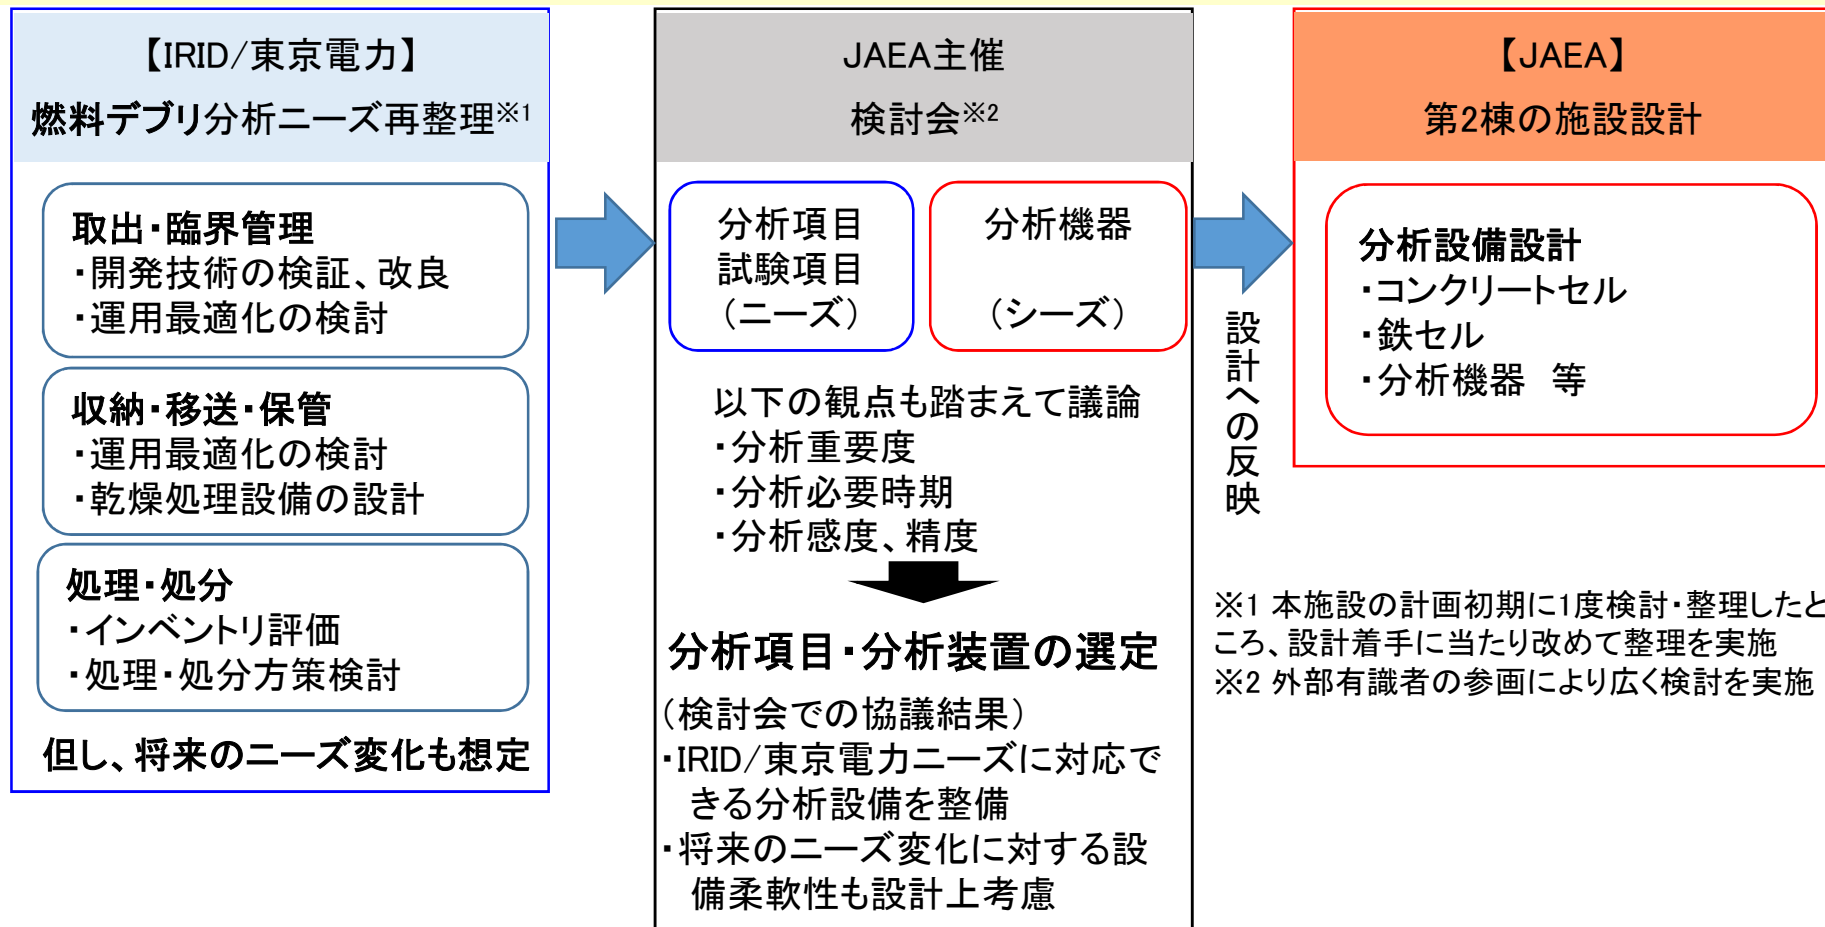 【IRID/東京電力】
燃料デブリ分析ニーズ再整理※1
取出・臨界管理
・開発技術の検証、改良
・運用最適化の検討
収納・移送・保管
・運用最適化の検討
・乾燥処理設備の設計
処理・処分
・インベントリ評価
・処理・処分方策検討
但し、将来のニーズ変化も想定
JAEA主催
検討会※2
分析項目
試験項目
(ニーズ)
分析機器
(シーズ)
以下の観点も踏まえて議論
・分析重要度
・分析必要時期
・分析感度、精度
分析項目・分析装置の選定
(検討会での協議結果)
・IRID/東京電力ニーズに対応で
きる分析設備を整備
・将来のニーズ変化に対する設
備柔軟性も設計上考慮
設計への反映
【JAEA】
第2棟の施設設計
分析設備設計
・コンクリートセル
・鉄セル
・分析機器 等
※1 本施設の計画初期に1度検討・整理したと
ころ、設計着手に当たり改めて整理を実施
※2 外部有識者の参画により広く検討を実施